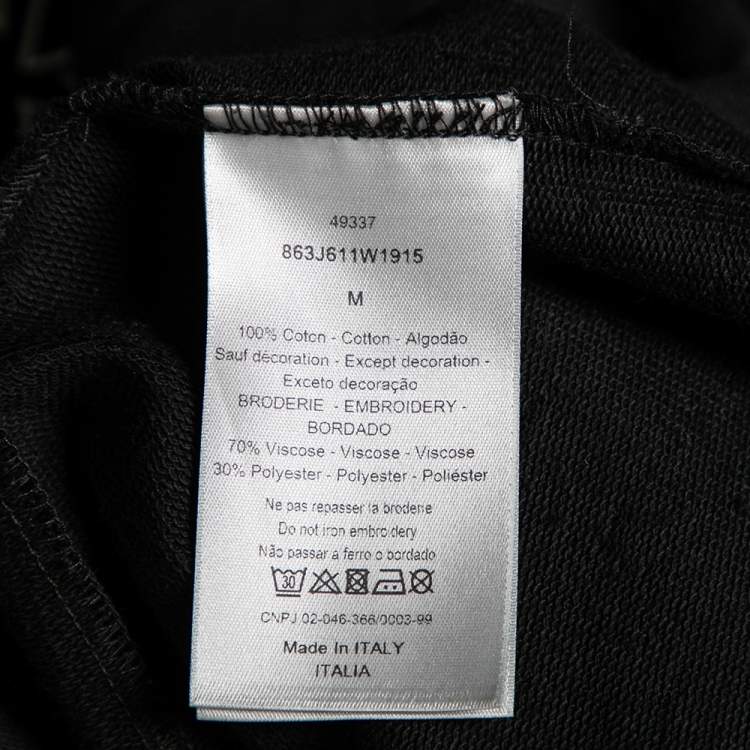 49337
863J611W1915
M
100% Coton - Cotton - Algodão
Sauf décoration - Except decoration -
Exceto decoração
BRODERIE - EMBROIDERY -
BORDADO
70% Viscose - Viscose - Viscose
30% Polyester - Polyester - Poliéster
Ne pas repasser la broderie
Do not iron embroidery
Não passar a ferro o bordado
30
CNPJ 02-046-366/0003-99
Made In ITALY
ITALIA